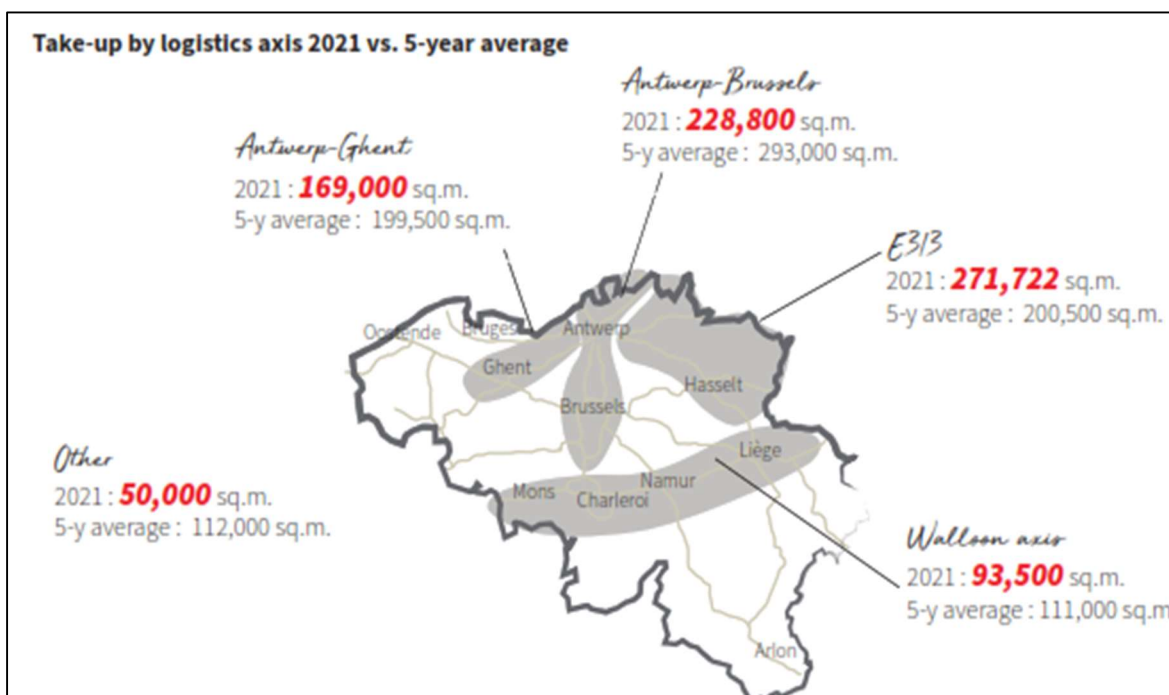 Take-up by logistics axis 2021 vs. 5-year average
Antwerp-Brussels
2021 : 228,800 sq.m.
5-y average : 293,000 sq.m.
Antwerp-Ghent
2021 : 169,000 sq.m.
5-y average : 199,500 sq.m.
E313
2021 : 271,722 sq.m.
5-y average : 200,500 sq.m.
Oostende
Bruges
Antwerp
Ghent
Hasselt
Brussels
Liège
Namur
Mons
Charleroi
Other
2021 : 50,000 sq.m.
5-y average : 112,000 sq.m.
Walloon axis
2021 : 93,500 sq.m.
5-y average : 111,000 sq.m
Arlon